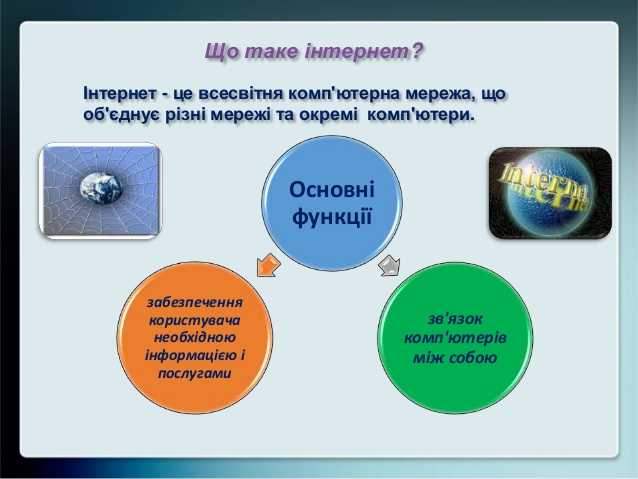 Що таке інтернет?
Інтернет - це всесвітня комп'ютерна мережа, що
об'єднує різні мережі та окремі комп'ютери.
Основні
функції
Internet
забезпечення
користувача
необхідною
інформацією і
послугами
зв'язок
комп'ютерів
між собою